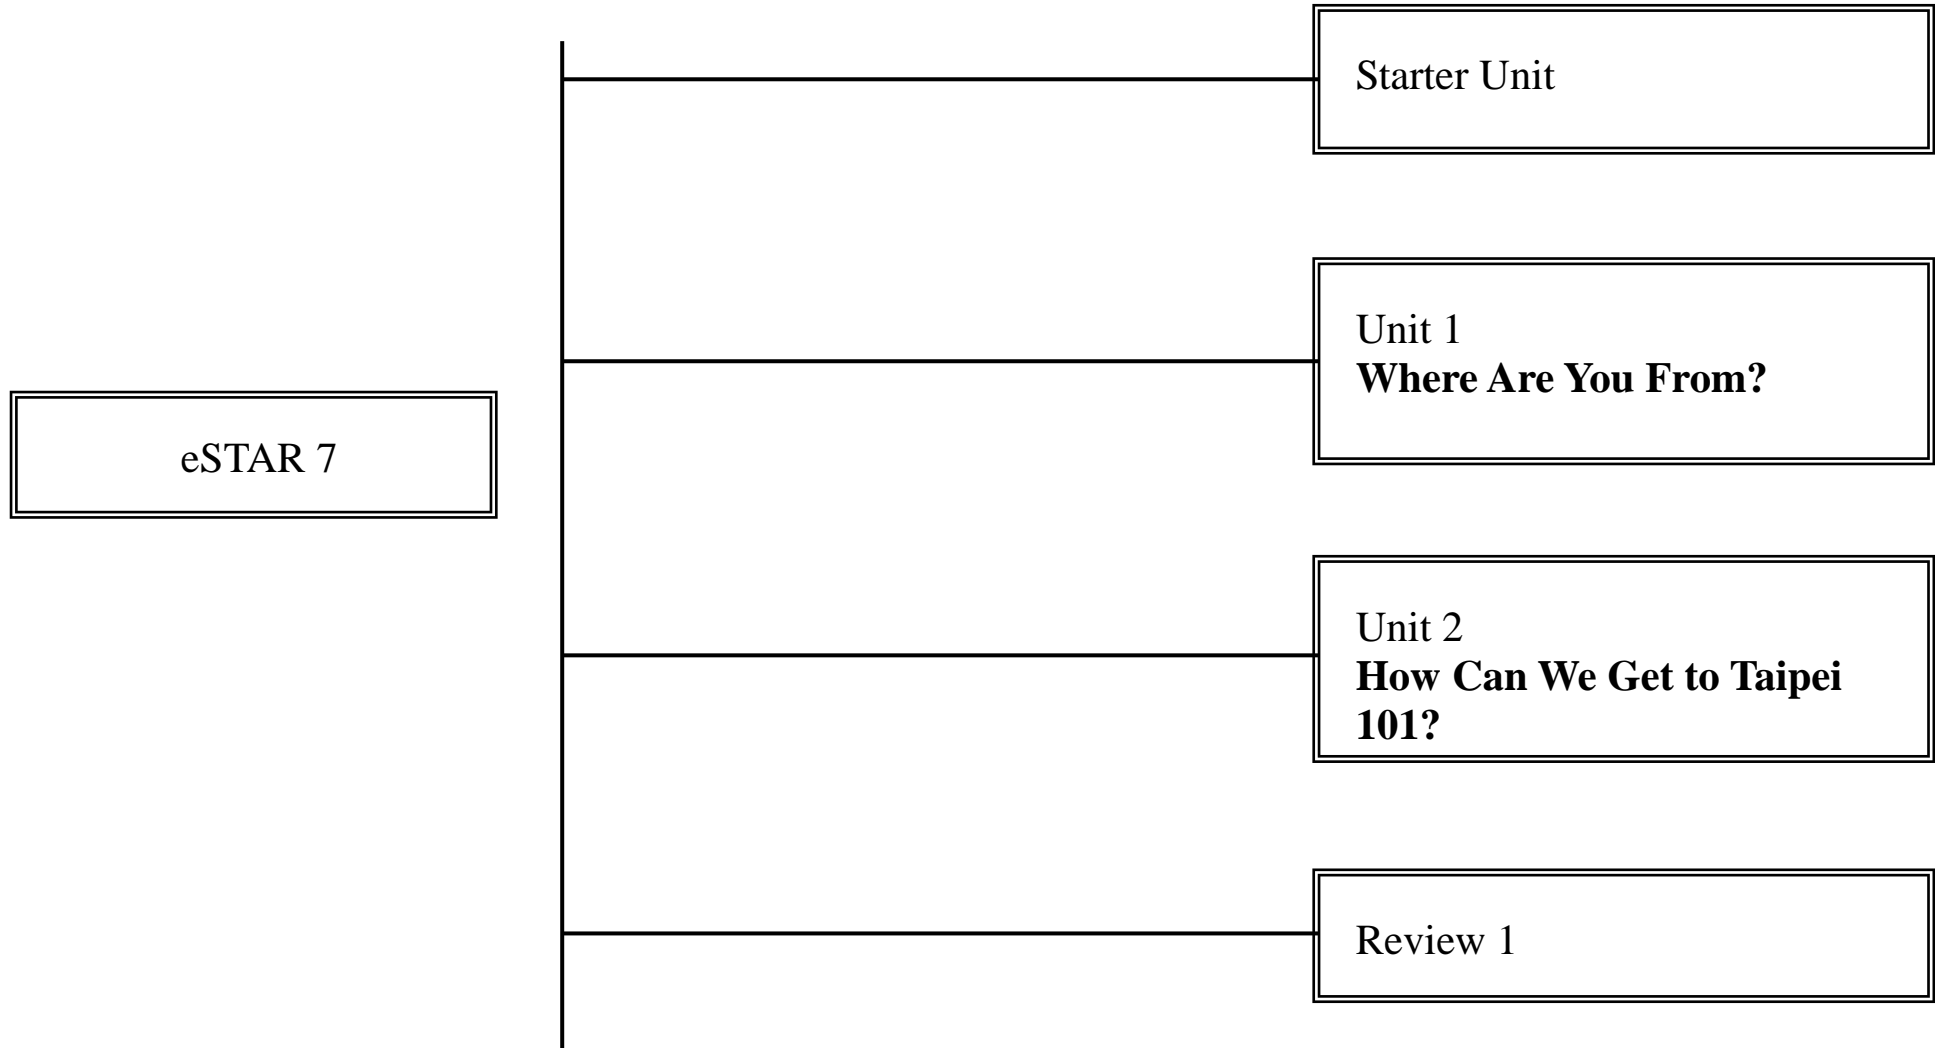 Starter Unit
Unit 1
Where Are You From?
eSTAR 7
Unit 2
How Can We Get to Taipei
101?
Review 1